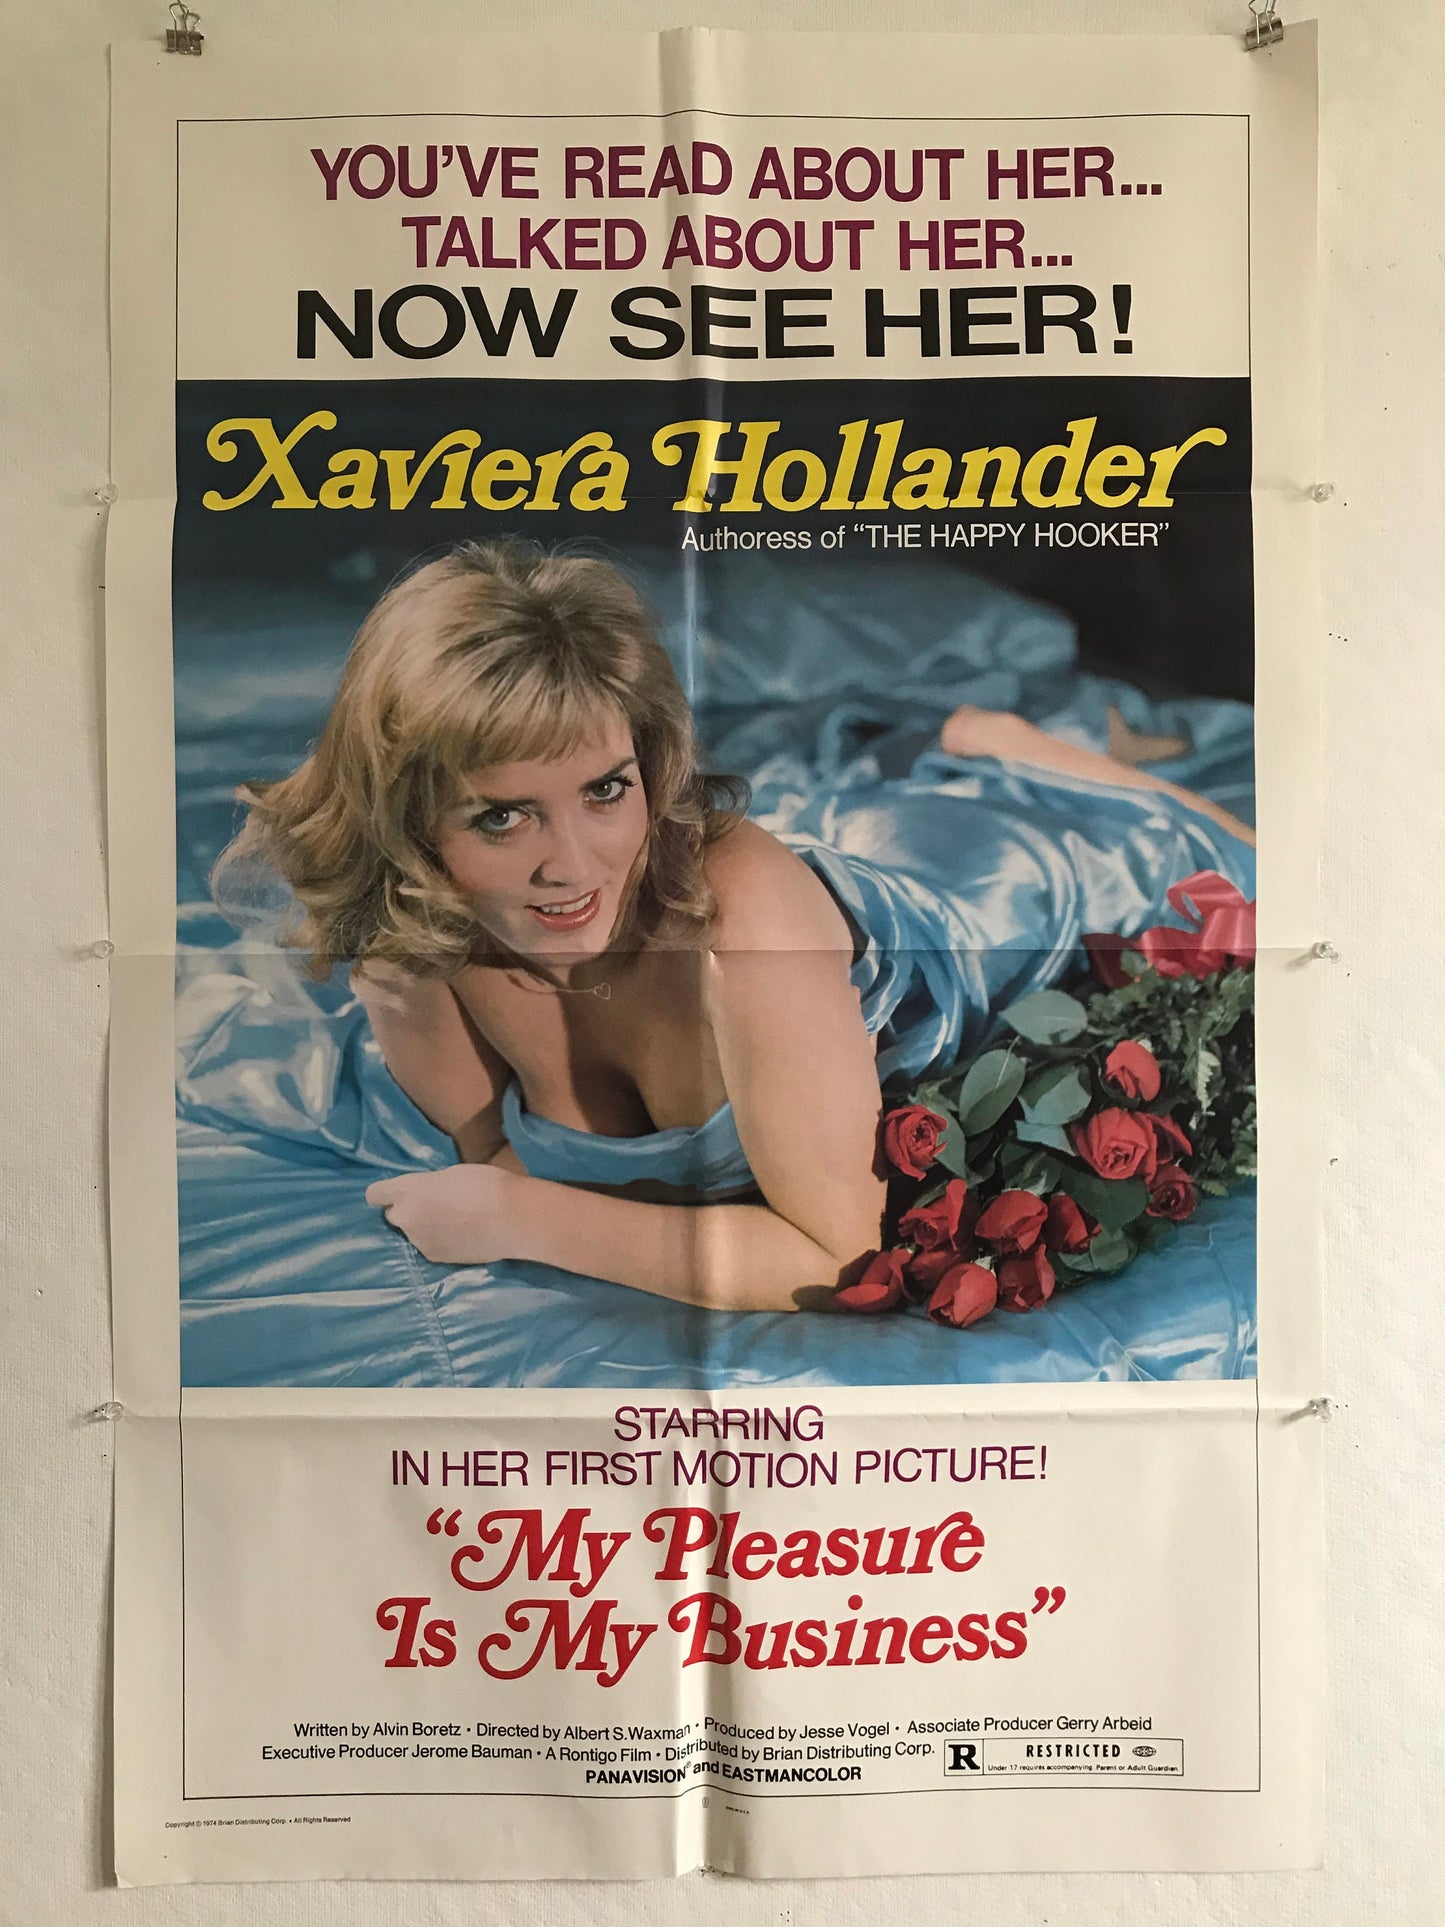 YOU'VE READ ABOUT HER...
TALKED ABOUT HER...
NOW SEE HER!
Xaviera Hollander
Authoress of “THE HAPPY HOOKER”
STARRING
IN HER FIRST MOTION PICTURE!
“My Pleasure
Is My Business”
Written by Alvin Boretz • Directed by Albert S. Waxman • Produced by Jesse Vogel • Associate Producer Gerry Arbeid
Executive Producer Jerome Bauman • A Rontigo Film • Distributed by Brian Distributing Corp.
PANAVISION® and EASTMANCOLOR
R RESTRICTED
Under 17 requires accompanying Parent or Adult Guardian
Copyright © 1974 Brian Distributing Corp. • All Rights Reserved